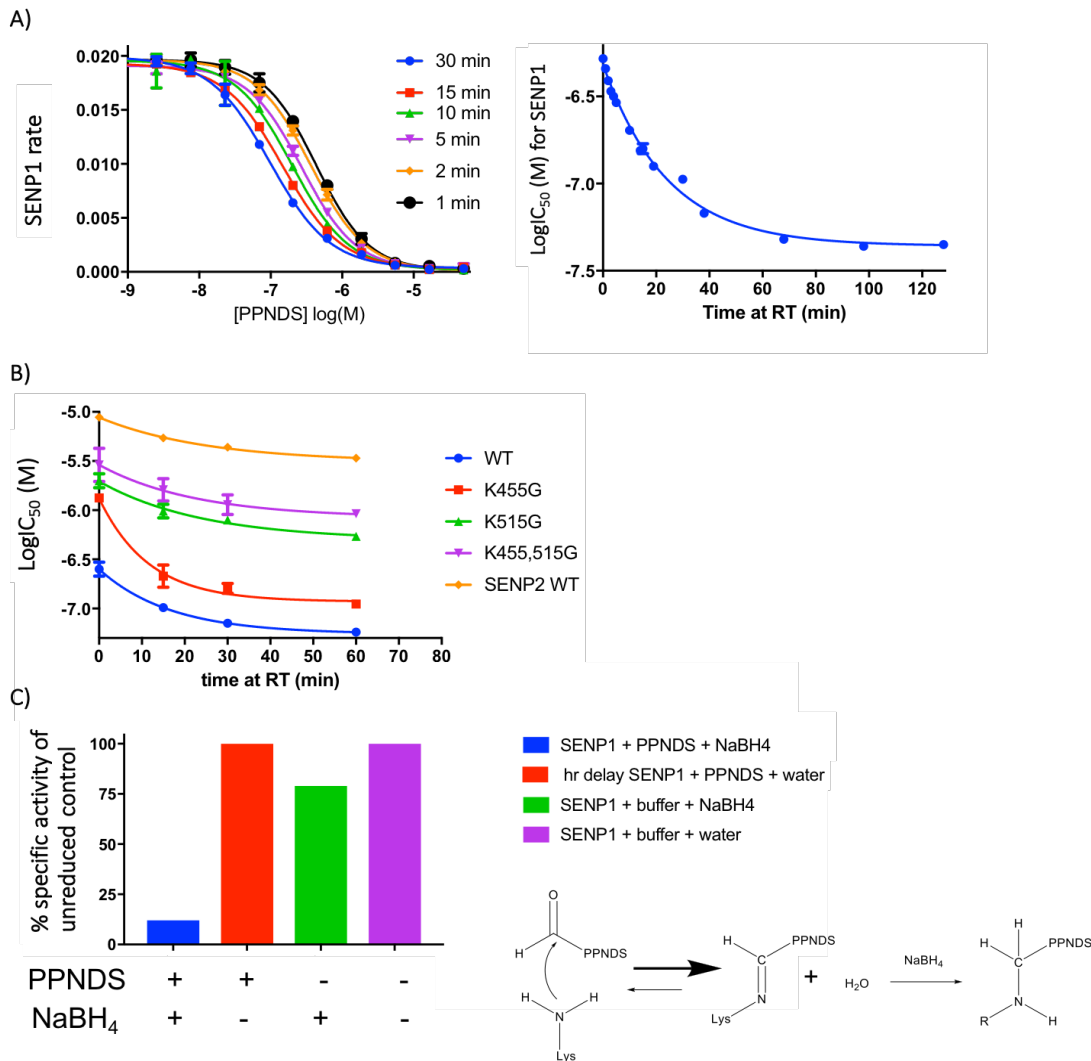 A)
0.020
0.015
0.010
0.005
0.000
SENP1 rate
-9 -8 -7 -6 -5
[PPNDS] log(M)
30 min
15 min
10 min
5 min
2 min
1 min
-6.5
-7.0
-7.5
LogIC50 (M) for SENP1
0 20 40 60 80 100 120
Time at RT (min)
B)
-5.0
-5.5
-6.0
-6.5
-7.0
LogIC50 (M)
0 10 20 30 40 50 60 70 80
time at RT (min)
WT
K455G
K515G
K455,515G
SENP2 WT
C)
100
75
50
25
0
% specific activity of
unreduced control
PPNDS + + - -
NaBH4 + - + -
SENP1 + PPNDS + NaBH4
hr delay SENP1 + PPNDS + water
SENP1 + buffer + NaBH4
SENP1 + buffer + water
O
H
PPNDS
H
H
N
Lys
H
PPNDS
C
N
Lys
+
H2O
NaBH4
H
H
PPNDS
C
N
R
H